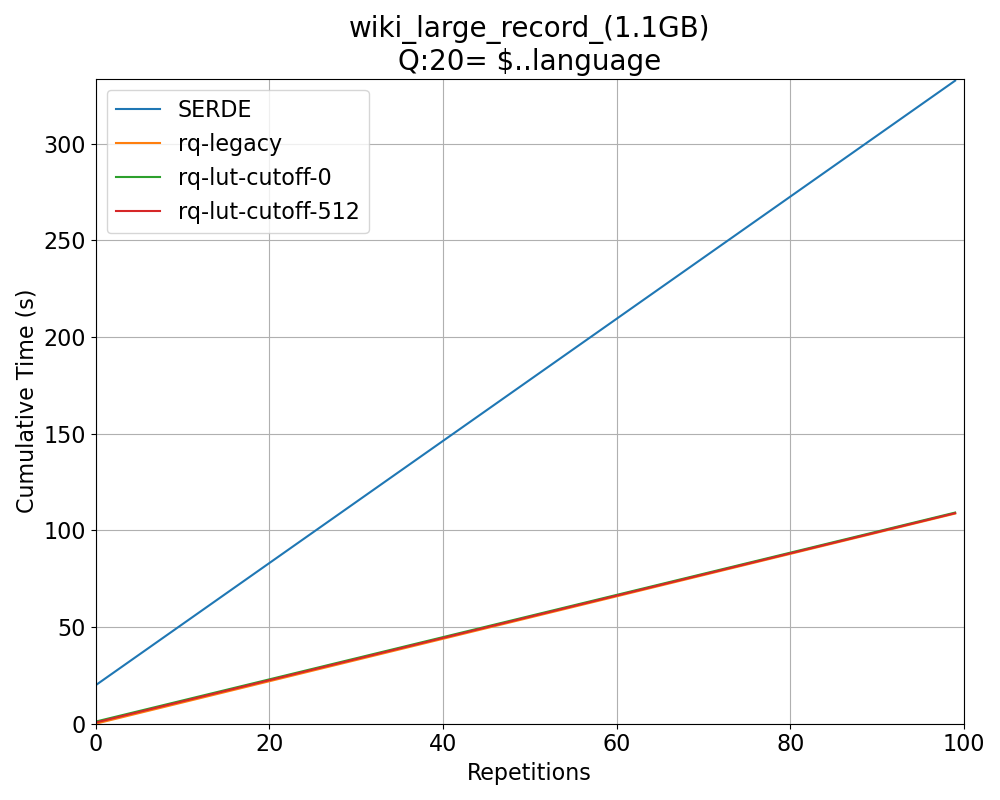 wiki_large_record_(1.1GB)
Q:20= $..language
SERDE
rq-legacy
rq-lut-cutoff-0
rq-lut-cutoff-512
Cumulative Time (s)
300
250
200
150
100
50
0
0 20 40 60 80 100
Repetitions